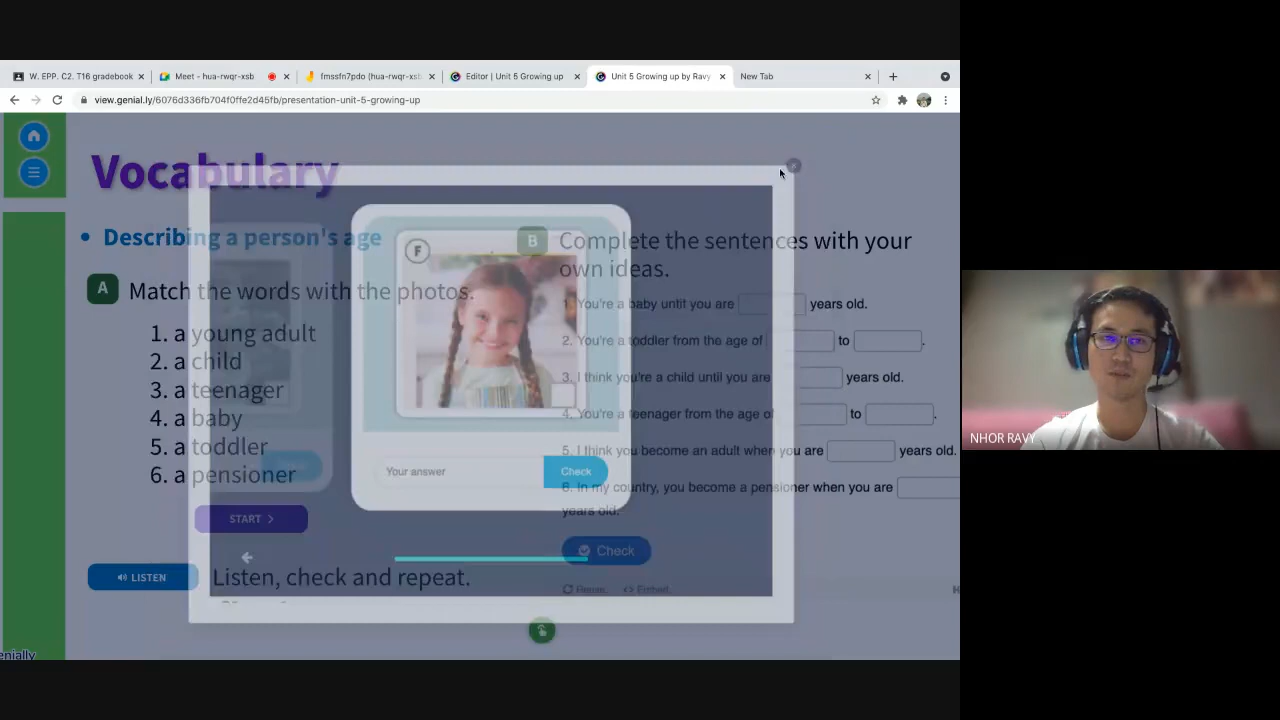 W. EPP. C2. T16 gradebook
Meet - hua-rwqr-xsb
fmssfn7pdo (hua-rwqr-xsb
Editor | Unit 5 Growing up
Unit 5 Growing up by Ravy
New Tab
view.genial.ly/6076d336fb704f0ffe2d45fb/presentation-unit-5-growing-up
Vocabulary
• Describing a person's age
A Match the words with the photos.
1. a young adult
2. a child
3. a teenager
4. a baby
5. a toddler
6. a pensioner
START >
LISTEN
Listen, check and repeat.
F
Your answer
Check
B Complete the sentences with your
own ideas.
1. You're a baby until you are years old.
2. You're a toddler from the age of to .
3. I think you're a child until you are years old.
4. You're a teenager from the age of to .
5. I think you become an adult when you are years old.
6. In my country, you become a pensioner when you are
years old.
Check
Reuse
<> Embed
H
enially
NHOR RAVY